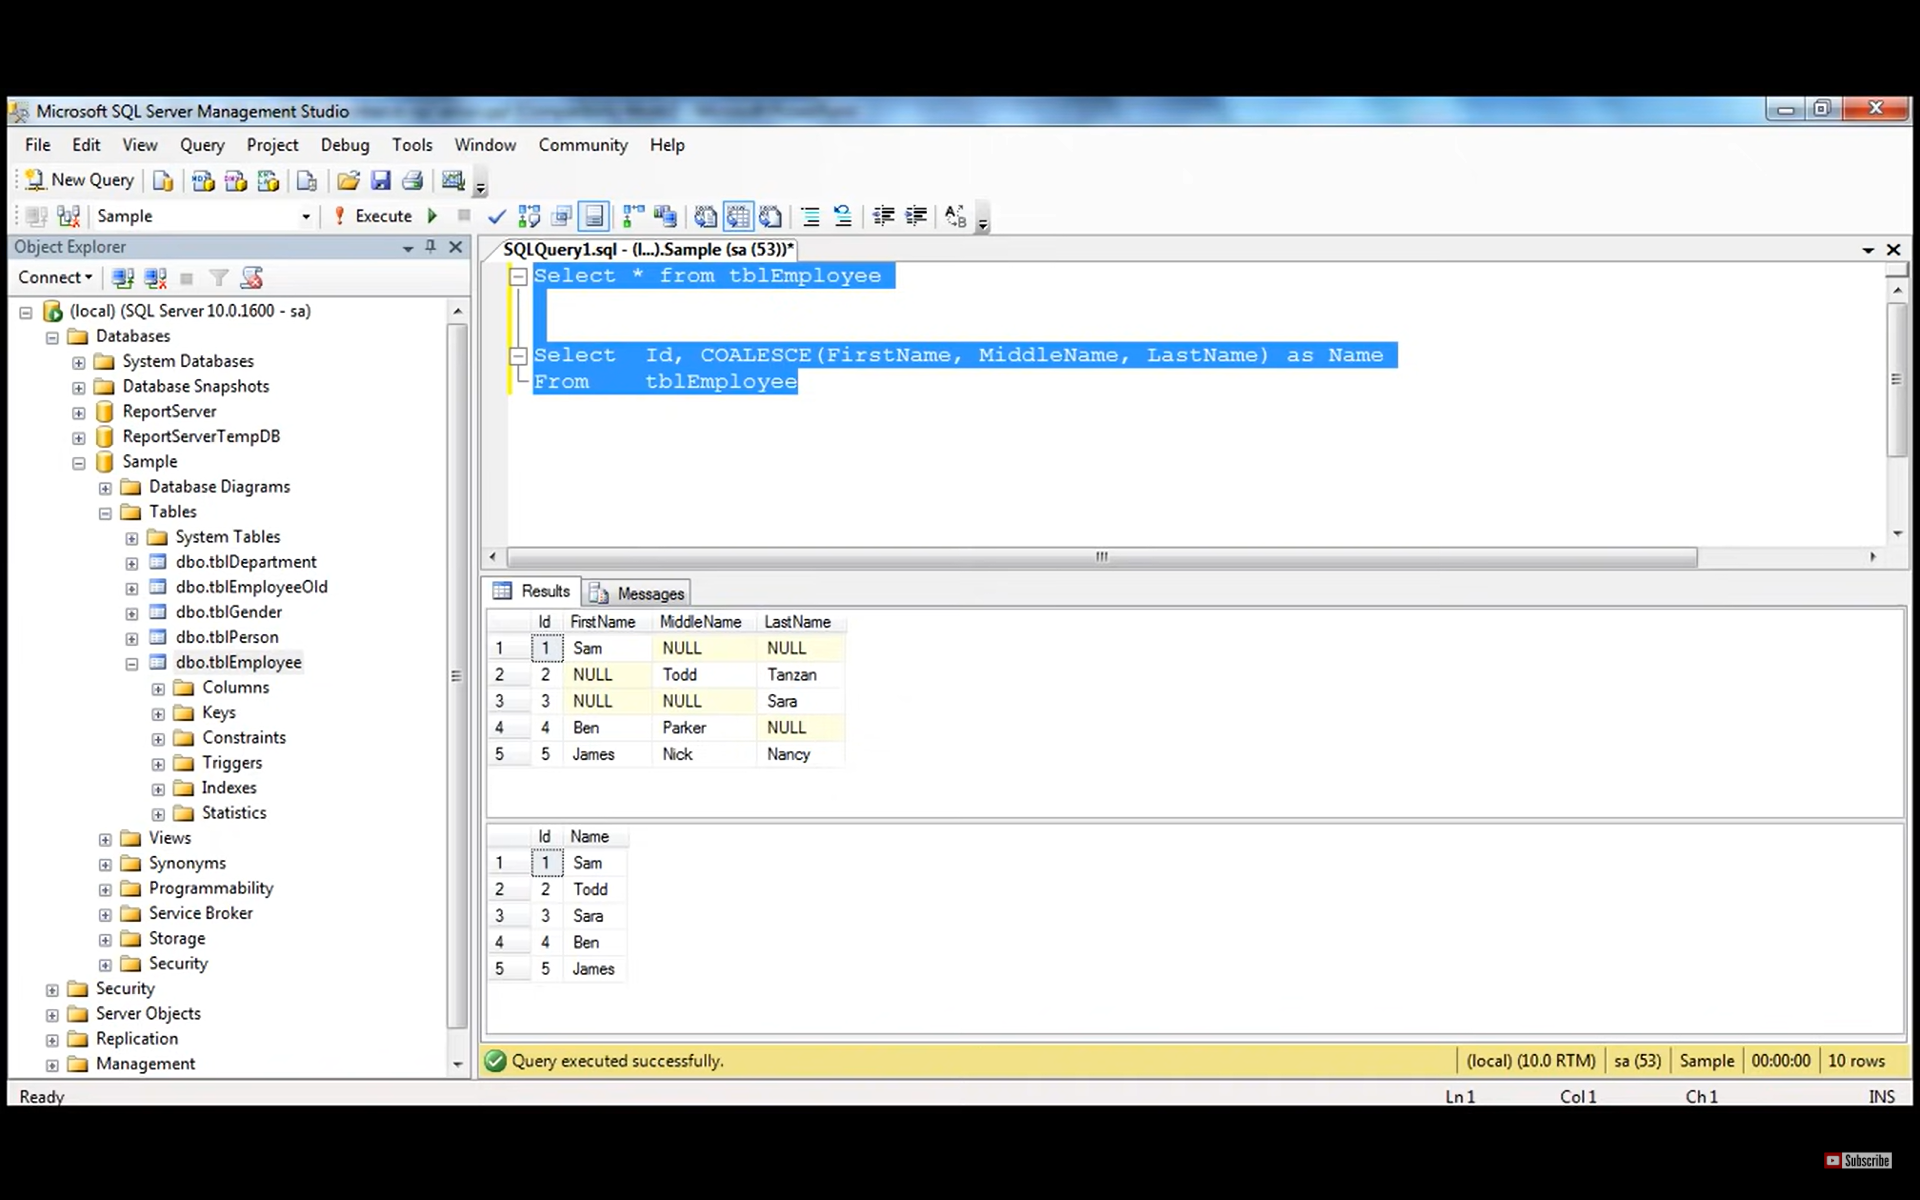 Microsoft SQL Server Management Studio
File Edit View Query Project Debug Tools Window Community Help
New Query
Sample Execute
Object Explorer
Connect
(local) (SQL Server 10.0.1600 - sa)
Databases
System Databases
Database Snapshots
ReportServer
ReportServerTempDB
Sample
Database Diagrams
Tables
System Tables
dbo.tblDepartment
dbo.tblEmployeeOld
dbo.tblGender
dbo.tblPerson
dbo.tblEmployee
Columns
Keys
Constraints
Triggers
Indexes
Statistics
Views
Synonyms
Programmability
Service Broker
Storage
Security
Security
Server Objects
Replication
Management
SQLQuery1.sql - (l...).Sample (sa (53))*
Select * from tblEmployee
Select Id, COALESCE(FirstName, MiddleName, LastName) as Name
From tblEmployee
Results Messages
Id FirstName MiddleName LastName
1 1 Sam NULL NULL
2 2 NULL Todd Tanzan
3 3 NULL NULL Sara
4 4 Ben Parker NULL
5 5 James Nick Nancy
Id Name
1 1 Sam
2 2 Todd
3 3 Sara
4 4 Ben
5 5 James
Query executed successfully. (local) (10.0 RTM) sa (53) Sample 00:00:00 10 rows
Ready Ln 1 Col 1 Ch 1 INS
Subscribe